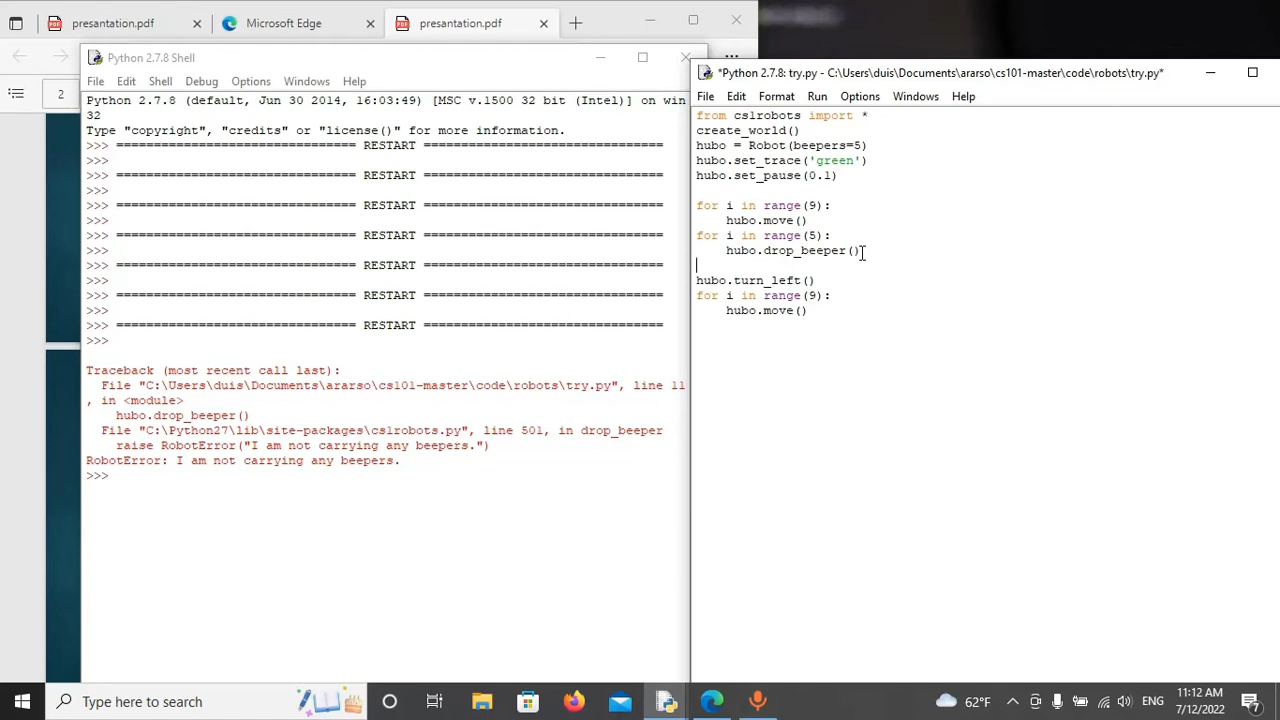 presantation.pdf
Microsoft Edge
presantation.pdf
2
Python 2.7.8 Shell
File Edit Shell Debug Options Windows Help
Python 2.7.8 (default, Jun 30 2014, 16:03:49) [MSC v.1500 32 bit (Intel)] on win
32
Type "copyright", "credits" or "license()" for more information.
>>> ================================ RESTART ================================
>>>
>>> ================================ RESTART ================================
>>>
>>> ================================ RESTART ================================
>>>
>>> ================================ RESTART ================================
>>>
>>> ================================ RESTART ================================
>>>
>>> ================================ RESTART ================================
>>>
>>> ================================ RESTART ================================
>>>
Traceback (most recent call last):
File "C:\Users\duis\Documents\ararso\cs101-master\code\robots\try.py", line 11
, in <module>
hubo.drop_beeper()
File "C:\Python27\lib\site-packages\cs1robots.py", line 501, in drop_beeper
raise RobotError("I am not carrying any beepers.")
RobotError: I am not carrying any beepers.
>>>
*Python 2.7.8: try.py - C:\Users\duis\Documents\ararso\cs101-master\code\robots\try.py*
File Edit Format Run Options Windows Help
from cs1robots import *
create_world()
hubo = Robot(beepers=5)
hubo.set_trace('green')
hubo.set_pause(0.1)
for i in range(9):
hubo.move()
for i in range(5):
hubo.drop_beeper()
hubo.turn_left()
for i in range(9):
hubo.move()
Type here to search
62°F
ENG
11:12 AM
7/12/2022
7